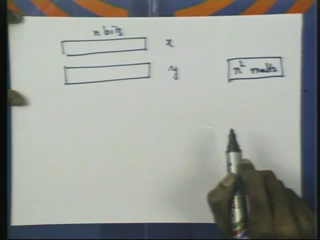 n bits
x
y
n² mults